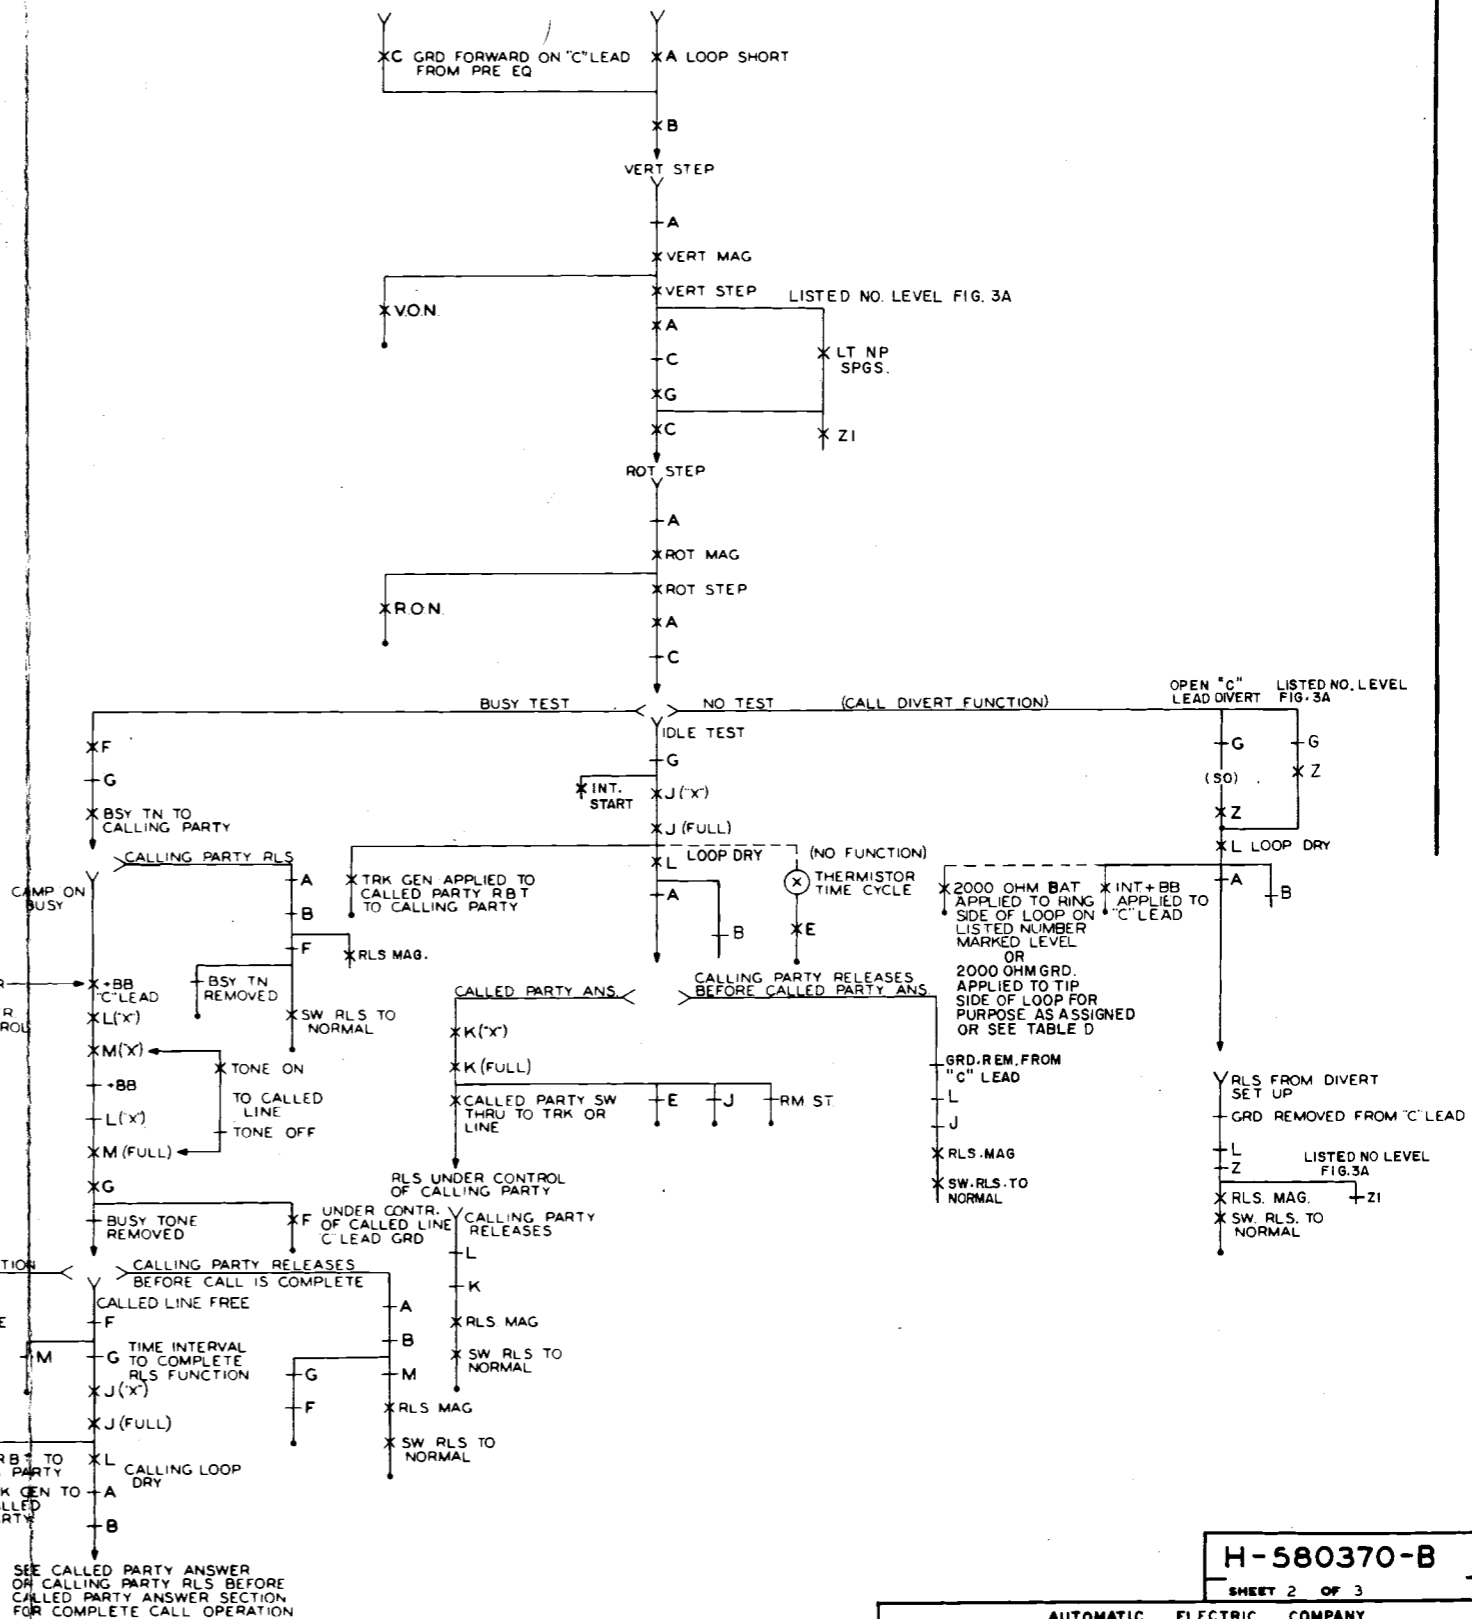 C GRD FORWARD ON "C" LEAD
FROM PRE EQ
A LOOP SHORT
B
VERT STEP
A
VERT MAG
VERT STEP
LISTED NO. LEVEL FIG. 3A
V.O.N.
A
C
G
C
LT NP
SPGS.
Z1
ROT STEP
A
ROT MAG
ROT STEP
R.O.N.
A
C
BUSY TEST
NO TEST
(CALL DIVERT FUNCTION)
OPEN "C"
LEAD DIVERT
LISTED NO. LEVEL
FIG. 3A
IDLE TEST
F
G
BSY TN TO
CALLING PARTY
G
INT.
START
J ("X")
J (FULL)
G
(SO)
Z
G
Z
L LOOP DRY
CALLING PARTY RLS
CAMP ON
BUSY
A
B
F
RLS MAG.
BSY TN
REMOVED
SW RLS TO
NORMAL
TRK GEN APPLIED TO
CALLED PARTY R B T
TO CALLING PARTY
L
LOOP DRY
(NO FUNCTION)
THERMISTOR
TIME CYCLE
A
B
E
2000 OHM BAT
APPLIED TO RING
SIDE OF LOOP ON
LISTED NUMBER
MARKED LEVEL
OR
2000 OHM GRD.
APPLIED TO TIP
SIDE OF LOOP FOR
PURPOSE AS ASSIGNED
OR SEE TABLE D
INT + BB
APPLIED TO
"C" LEAD
A
B
+BB
"C" LEAD
L("X")
M("X")
TONE ON
TO CALLED
LINE
TONE OFF
+BB
L("X")
M (FULL)
G
BUSY TONE
REMOVED
F UNDER CONTR.
OF CALLED LINE
"C" LEAD GRD
CALLED PARTY ANS.
CALLING PARTY RELEASES
BEFORE CALLED PARTY ANS.
K("X")
K (FULL)
CALLED PARTY SW
THRU TO TRK OR
LINE
E
J
RM. ST.
GRD. REM. FROM
"C" LEAD
L
J
RLS. MAG
SW. RLS. TO
NORMAL
RLS FROM DIVERT
SET UP
GRD REMOVED FROM "C" LEAD
L
Z
LISTED NO LEVEL
FIG. 3A
RLS. MAG.
Z1
SW. RLS. TO
NORMAL
RLS UNDER CONTROL
OF CALLING PARTY
CALLING PARTY
RELEASES
L
K
RLS MAG
SW RLS TO
NORMAL
CALLING PARTY RELEASES
BEFORE CALL IS COMPLETE
CALLED LINE FREE
F
M
G
TIME INTERVAL
TO COMPLETE
RLS FUNCTION
J("X")
J (FULL)
A
B
M
G
F
RLS MAG
SW RLS TO
NORMAL
TO
PARTY
L
CALLING LOOP
DRY
GEN TO
A
B
SEE CALLED PARTY ANSWER
OR CALLING PARTY RLS BEFORE
CALLED PARTY ANSWER SECTION
FOR COMPLETE CALL OPERATION
H-580370-B
SHEET 2 OF 3
AUTOMATIC ELECTRIC COMPANY